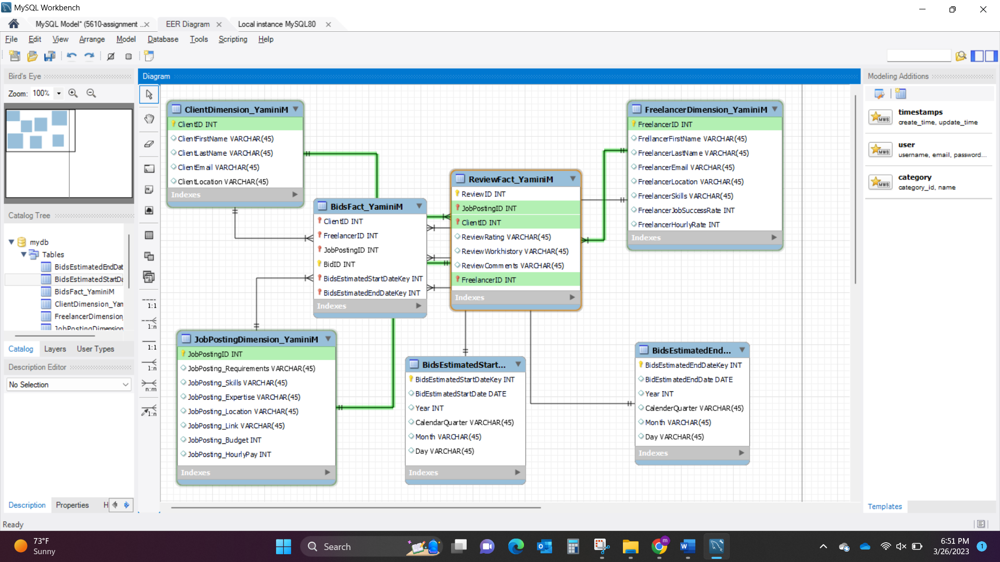 MySQL Workbench
MySQL Model* (5610-assignment ...
EER Diagram
Local instance MySQL80
File Edit View Arrange Model Database Tools Scripting Help
Bird's Eye
Zoom: 100%
Catalog Tree
mydb
Tables
BidsEstimatedEndDat
BidsEstimatedStartDa
BidsFact_YaminiM
ClientDimension_Yam
FreelancerDimension_
JobPostingDimension
Catalog Layers User Types
Description Editor
No Selection
Description Properties H
Ready
1:1
1:n
1:1
1:n
n:m
1:n
Diagram
ClientDimension_YaminiM
ClientID INT
ClientFirstName VARCHAR(45)
ClientLastName VARCHAR(45)
ClientEmail VARCHAR(45)
ClientLocation VARCHAR(45)
Indexes
BidsFact_YaminiM
ClientID INT
FreelancerID INT
JobPostingID INT
BidID INT
BidsEstimatedStartDateKey INT
BidsEstimatedEndDateKey INT
Indexes
ReviewFact_YaminiM
ReviewID INT
JobPostingID INT
ClientID INT
ReviewRating VARCHAR(45)
ReviewWorkhistory VARCHAR(45)
ReviewComments VARCHAR(45)
FreelancerID INT
Indexes
FreelancerDimension_YaminiM
FreelancerID INT
FrellancerFirstName VARCHAR(45)
FreelancerLastName VARCHAR(45)
FreelancerEmail VARCHAR(45)
FreelancerLocation VARCHAR(45)
FreelancerSkills VARCHAR(45)
FreelancerJobSuccessRate INT
FreelancerHourlyRate INT
Indexes
JobPostingDimension_YaminiM
JobPostingID INT
JobPosting_Requirements VARCHAR(45)
JobPosting_Skills VARCHAR(45)
JobPosting_Expertise VARCHAR(45)
JobPosting_Location VARCHAR(45)
JobPosting_Link VARCHAR(45)
JobPosting_Budget INT
JobPosting_HourlyPay INT
Indexes
BidsEstimatedStart...
BidsEstimatedStartDateKey INT
BidEstimatedStartDate DATE
Year INT
CalendarQuarter VARCHAR(45)
Month VARCHAR(45)
Day VARCHAR(45)
Indexes
BidsEstimatedEnd...
BidsEstimatedEndDateKey INT
BidEstimatedEndDate DATE
Year INT
CalenderQuarter VARCHAR(45)
Month VARCHAR(45)
Day VARCHAR(45)
Indexes
Modeling Additions
MWB
timestamps
create_time, update_time
MWB
user
username, email, password...
MWB
category
category_id, name
Templates
73°F
Sunny
Search
m
6:51 PM
3/26/2023
1